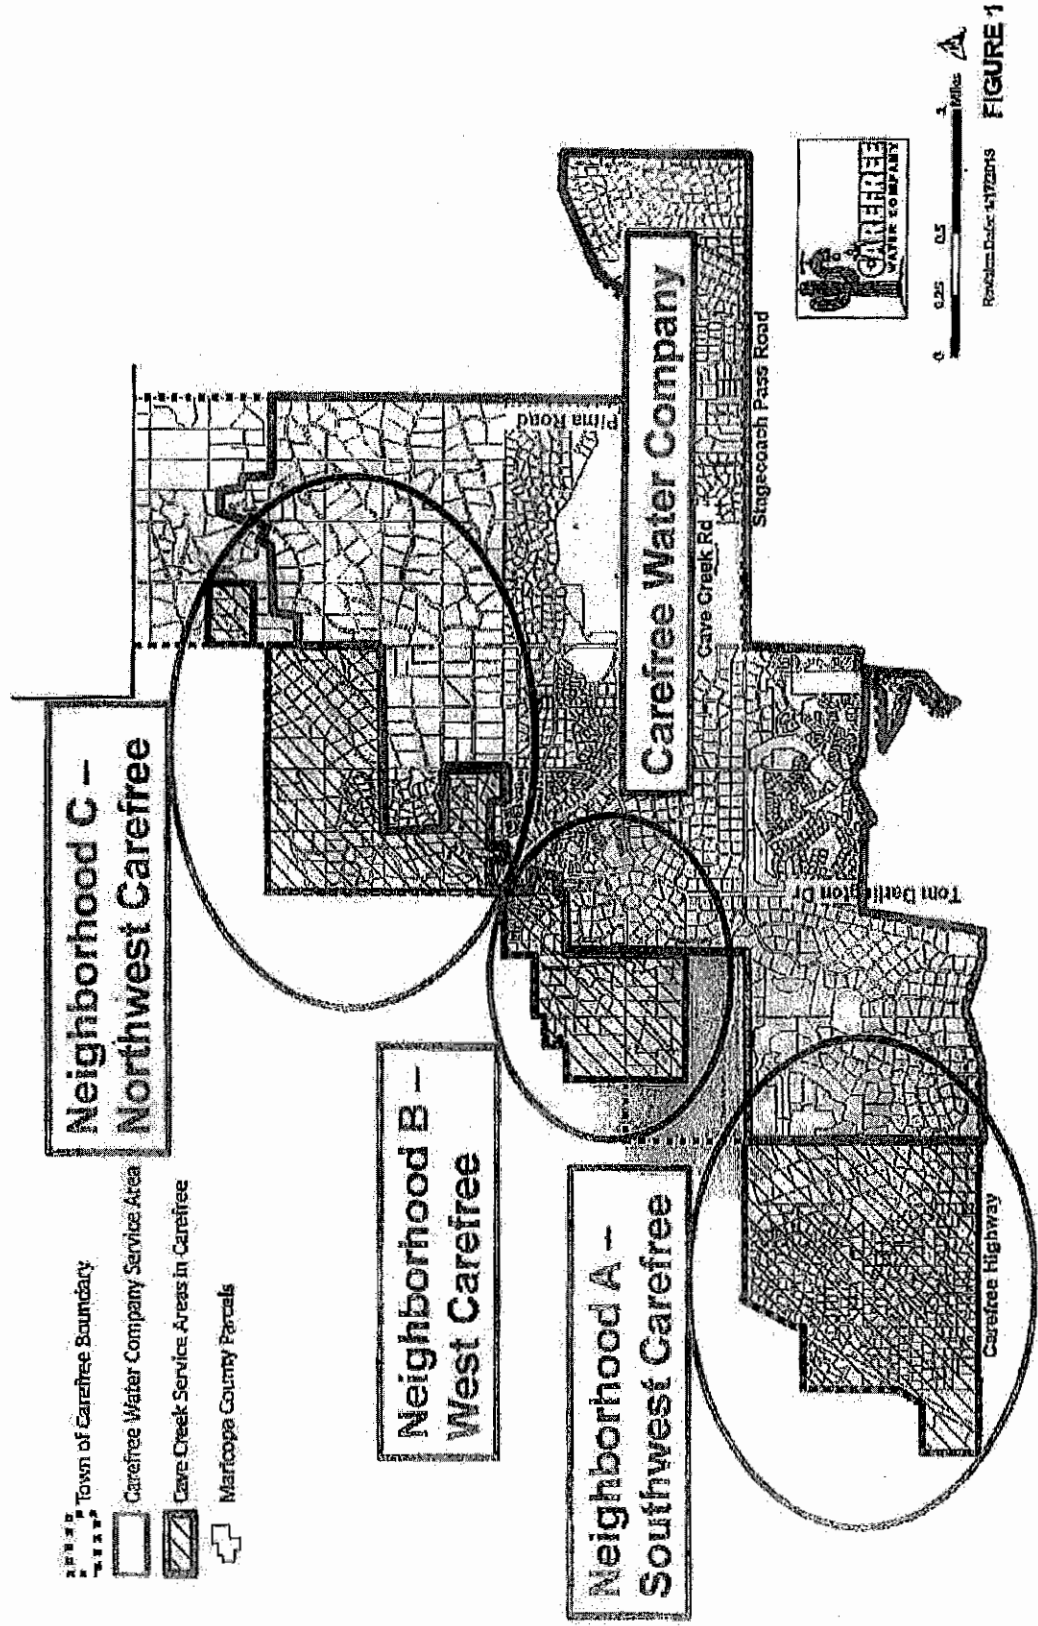 Town of Carefree Boundary
Carefree Water Company Service Area
Cave Creek Service Areas in Carefree
Maricopa County Parcels
Neighborhood C –
Northwest Carefree
Neighborhood B –
West Carefree
Neighborhood A –
Southwest Carefree
Carefree Water Company
Pima Road
Cave Creek Rd
Stagecoach Pass Road
Tom Darlington Dr
Carefree Highway
CAREFREE
WATER COMPANY
0 0.25 0.5 1
Miles
FIGURE 1